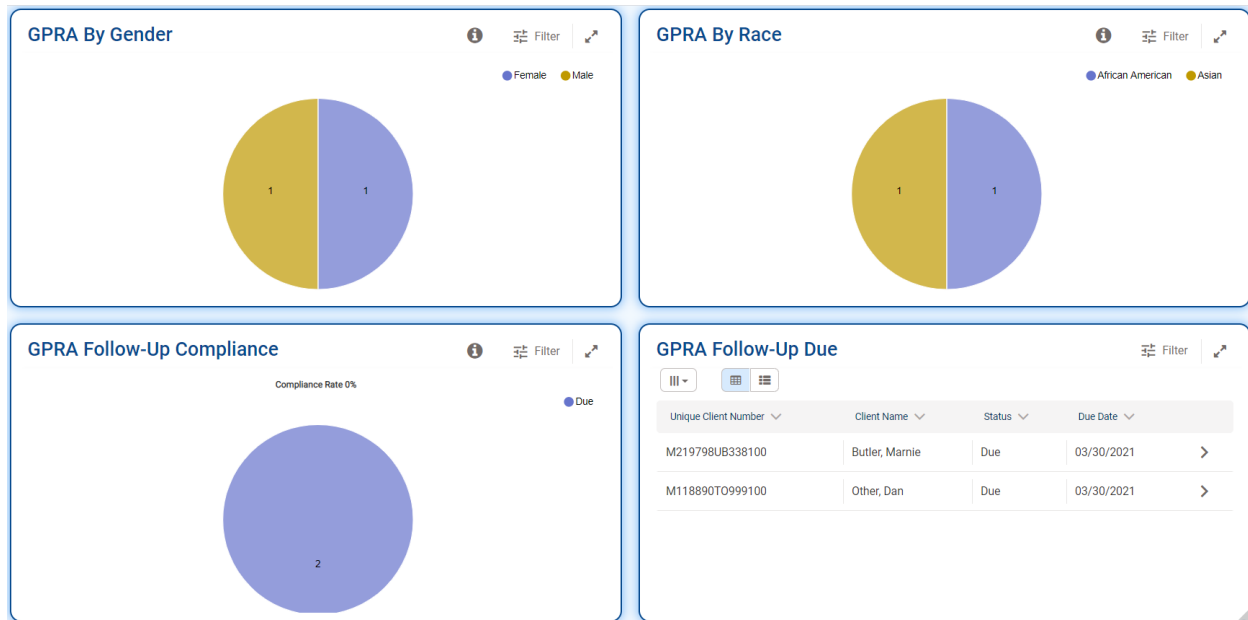 GPRA By Gender
Filter
Female Male
1 1
GPRA By Race
Filter
African American Asian
1 1
GPRA Follow-Up Compliance
Filter
Compliance Rate 0%
Due
2
GPRA Follow-Up Due
Filter
Unique Client Number Client Name Status Due Date
M219798UB338100 Butler, Marnie Due 03/30/2021
M118890TO999100 Other, Dan Due 03/30/2021